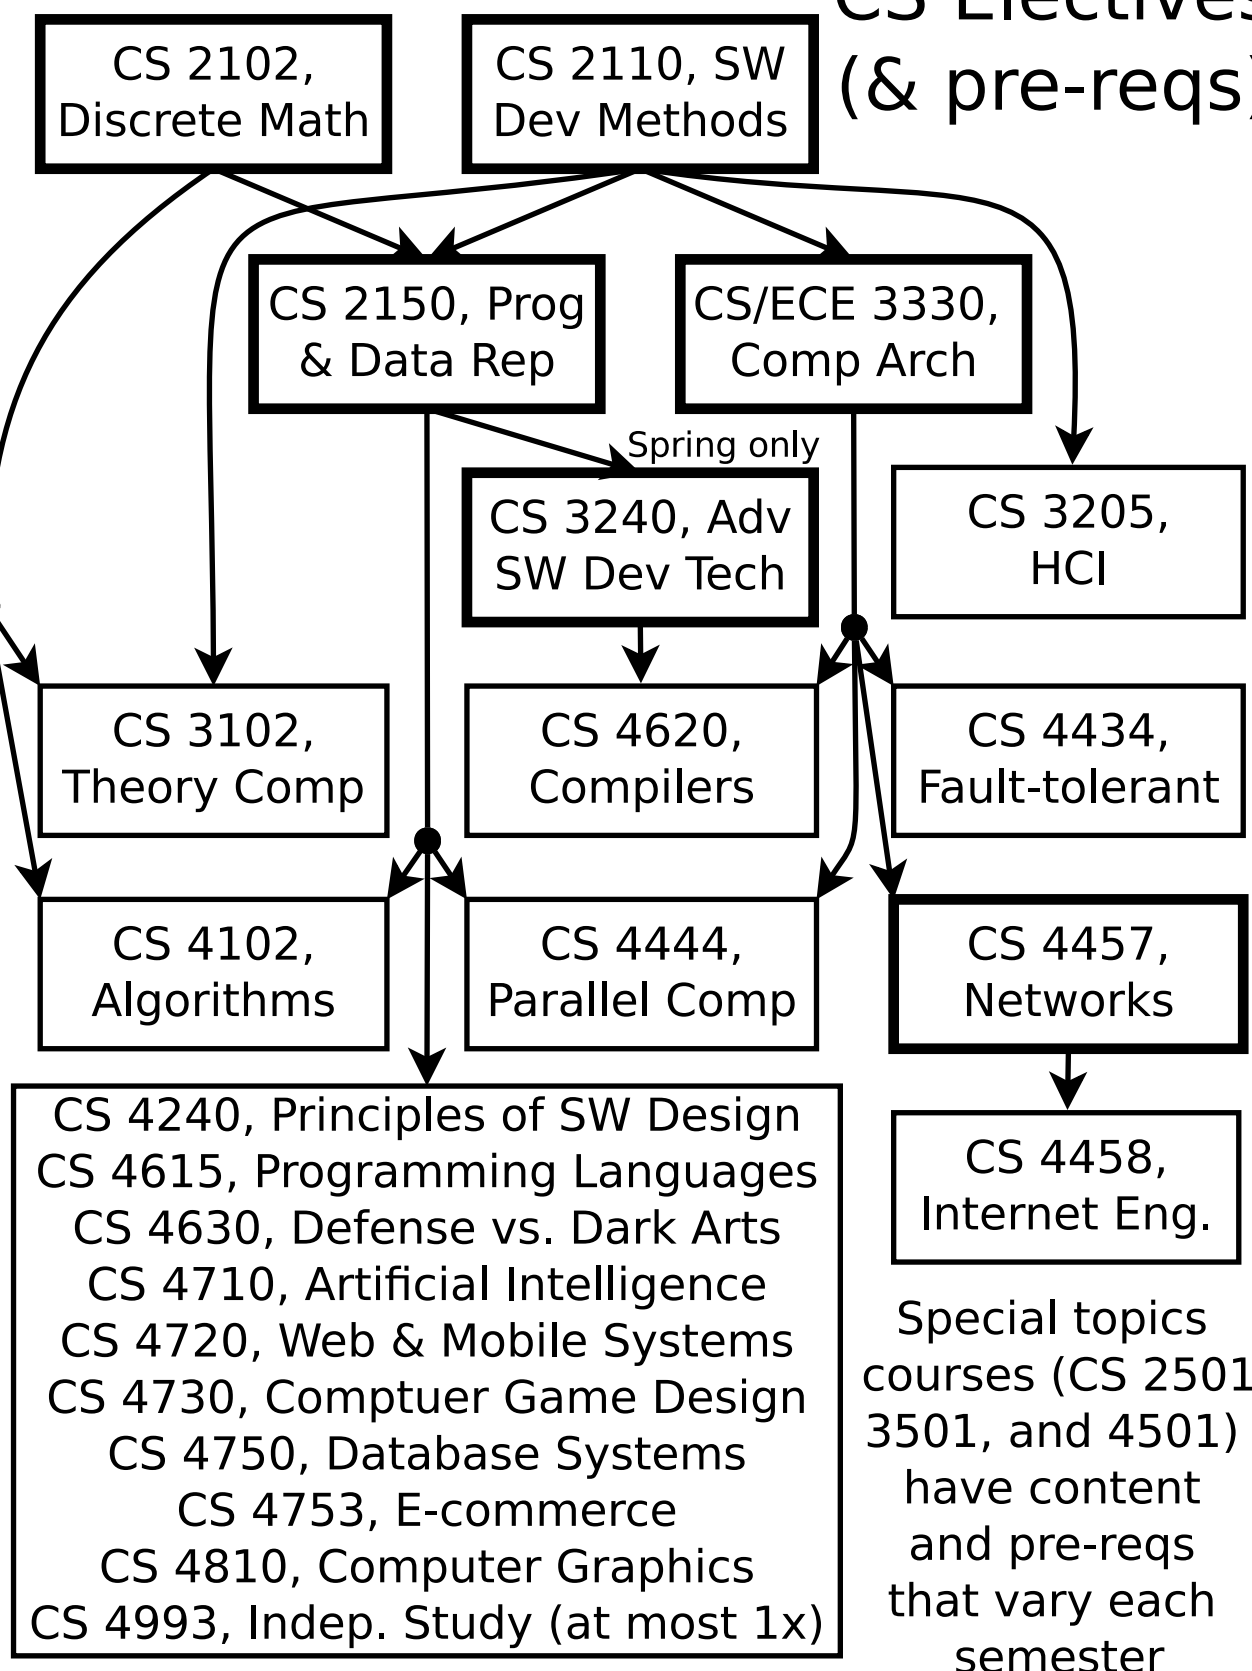 CS Electives
(& pre-reqs)
CS 2102,
Discrete Math
CS 2110, SW
Dev Methods
CS 2150, Prog
& Data Rep
CS/ECE 3330,
Comp Arch
Spring only
CS 3240, Adv
SW Dev Tech
CS 3205,
HCI
CS 3102,
Theory Comp
CS 4620,
Compilers
CS 4434,
Fault-tolerant
CS 4102,
Algorithms
CS 4444,
Parallel Comp
CS 4457,
Networks
CS 4240, Principles of SW Design
CS 4615, Programming Languages
CS 4630, Defense vs. Dark Arts
CS 4710, Artificial Intelligence
CS 4720, Web & Mobile Systems
CS 4730, Comptuer Game Design
CS 4750, Database Systems
CS 4753, E-commerce
CS 4810, Computer Graphics
CS 4993, Indep. Study (at most 1x)
CS 4458,
Internet Eng.
Special topics
courses (CS 2501
3501, and 4501)
have content
and pre-reqs
that vary each
semester